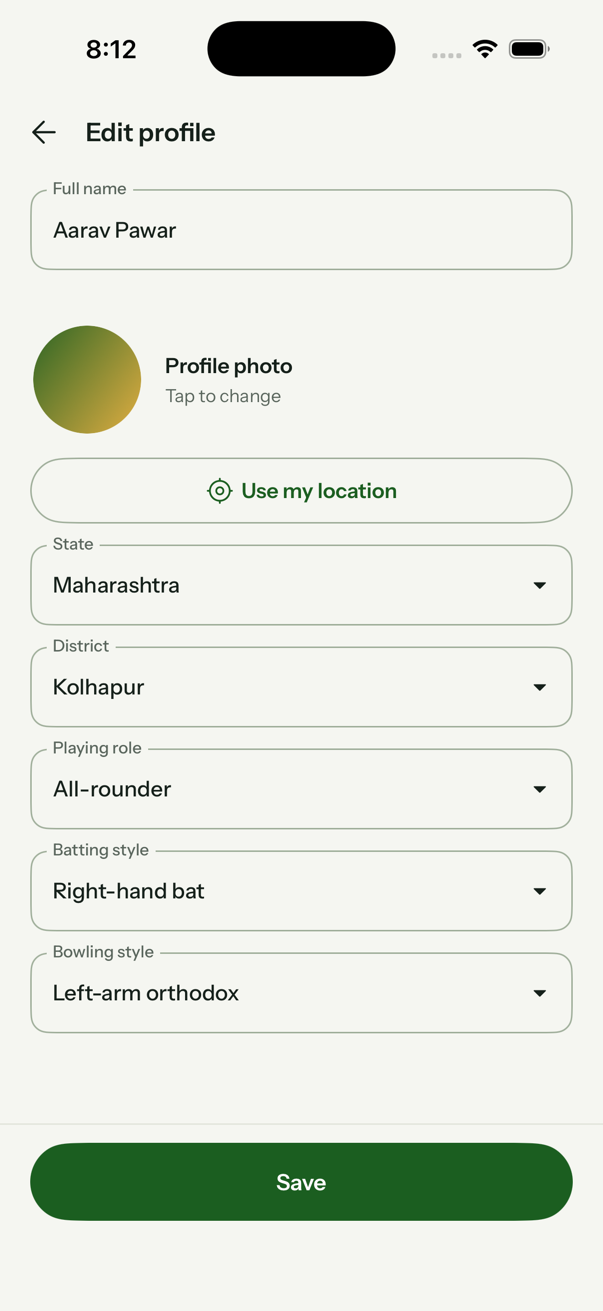 8:12
Edit profile
Full name
Aarav Pawar
Profile photo
Tap to change
Use my location
State
Maharashtra
District
Kolhapur
Playing role
All-rounder
Batting style
Right-hand bat
Bowling style
Left-arm orthodox
Save